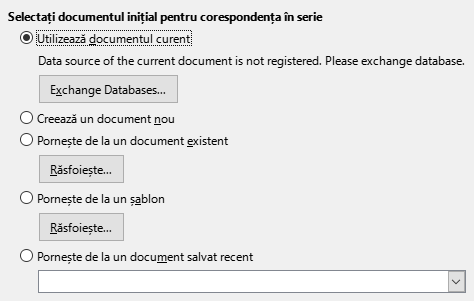 Selectați documentul inițial pentru corespondența în serie
Utilizează documentul curent
Data source of the current document is not registered. Please exchange database.
Exchange Databases...
Creează un document nou
Pornește de la un document existent
Răsfoiește...
Pornește de la un șablon
Răsfoiește...
Pornește de la un document salvat recent